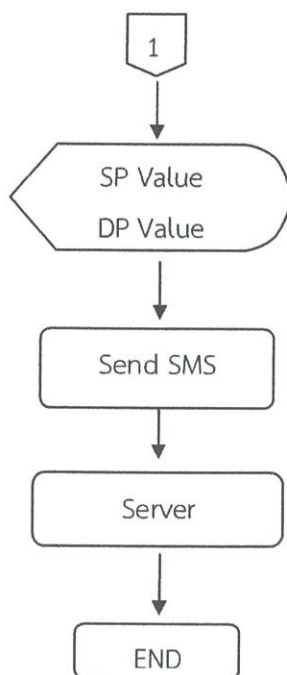 1
SP Value
DP Value
Send SMS
Server
END